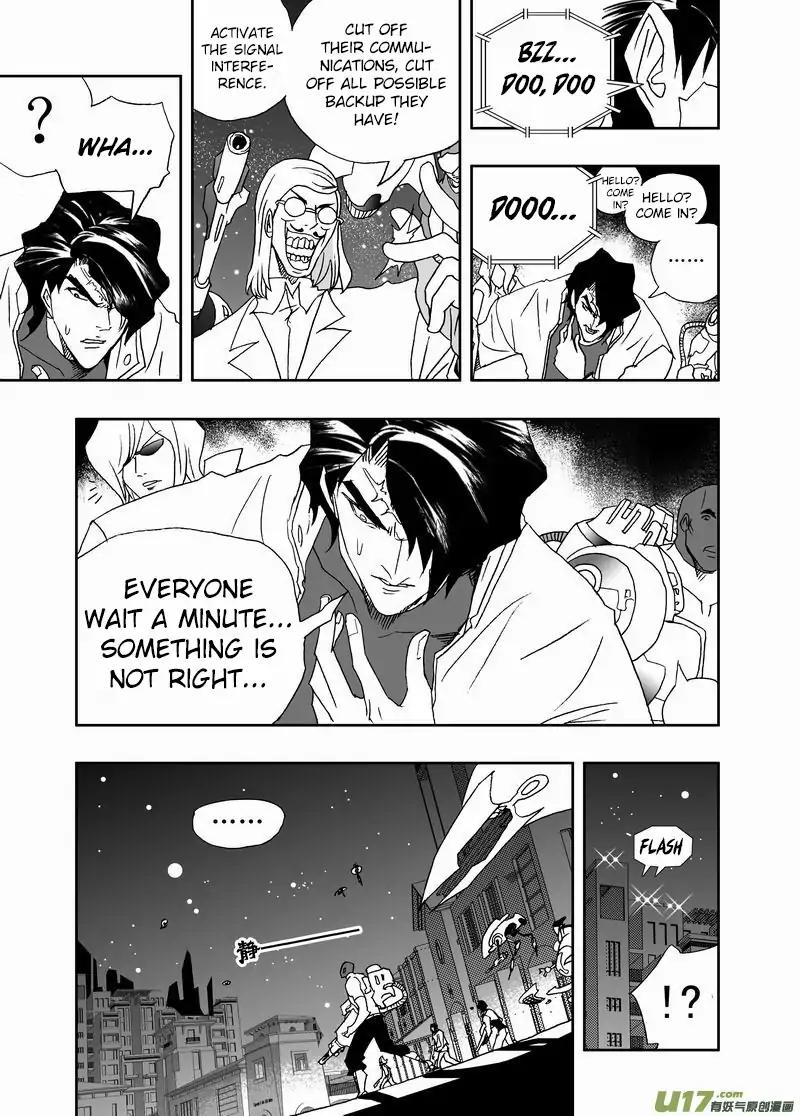 BZZ...
DOO, DOO
HELLO?
COME IN?
HELLO?
COME IN?
......
DOOO...
CUT OFF
THEIR COMMU-
NICATIONS, CUT
OFF ALL POSSIBLE
BACKUP THEY
HAVE!
ACTIVATE
THE SIGNAL
INTERFE-
RENCE.
?
WHA...
EVERYONE
WAIT A MINUTE...
SOMETHING IS
NOT RIGHT...
FLASH
!?
......
静
U17.com
有妖气原创漫画